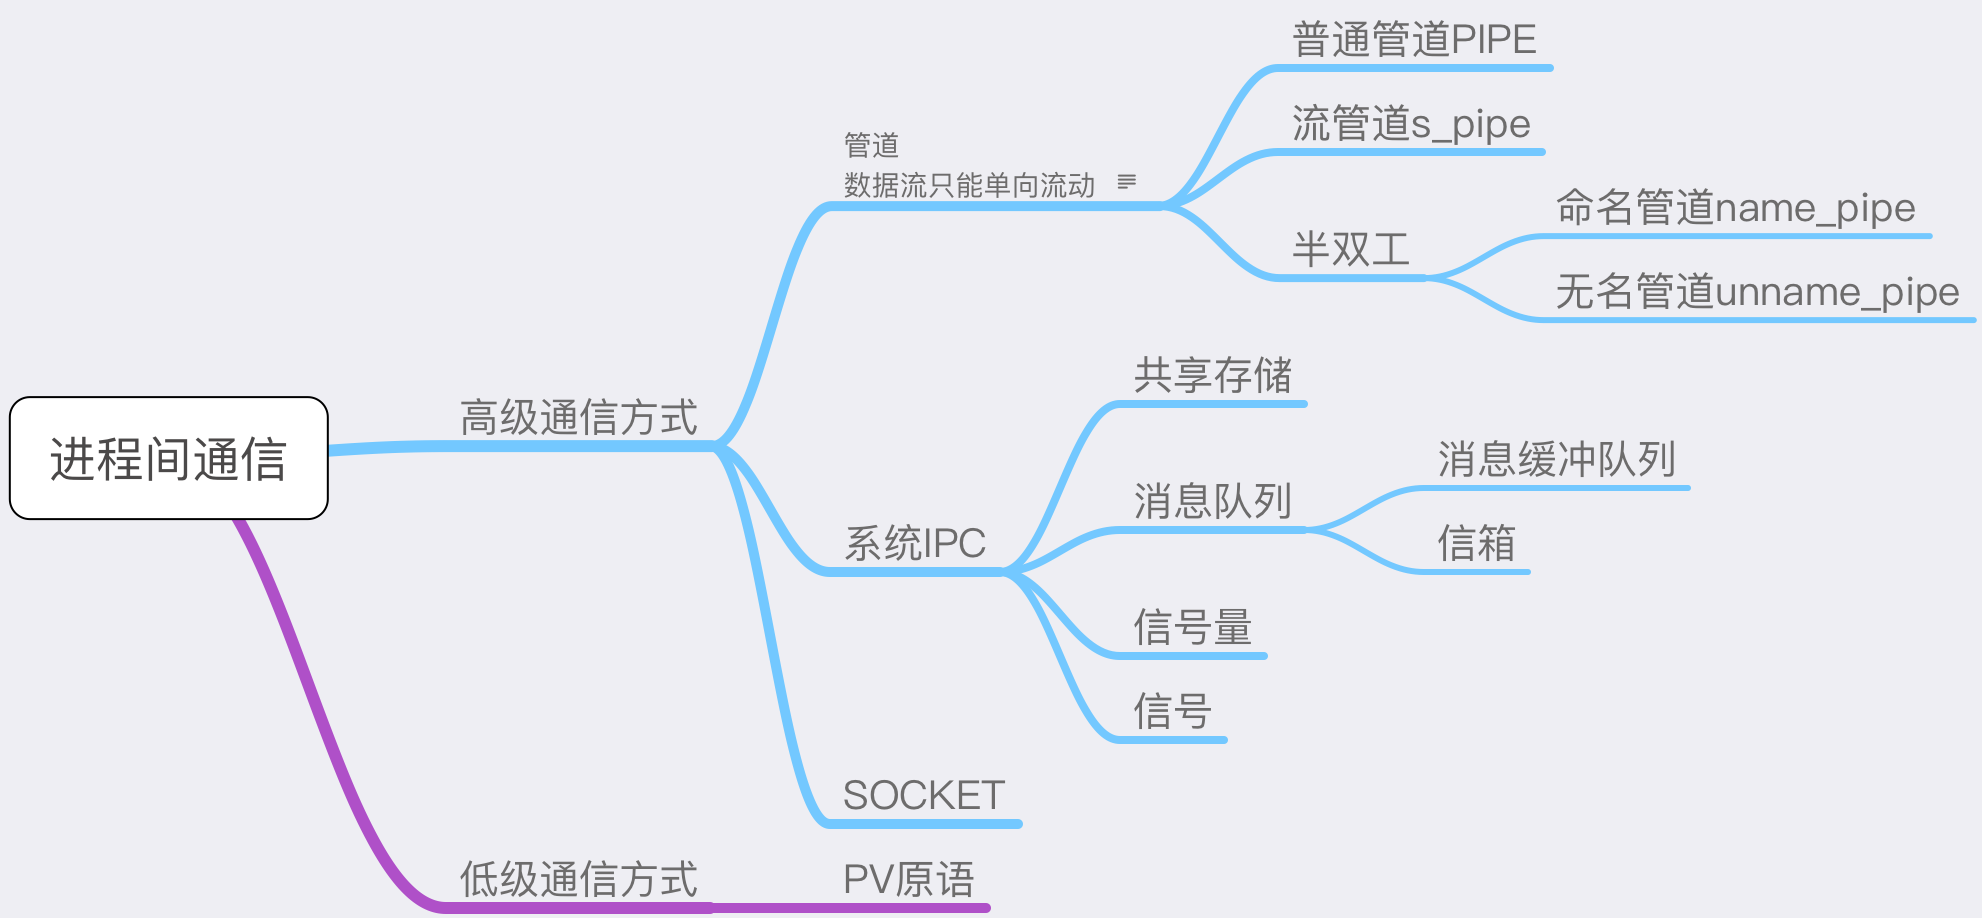 普通管道PIPE
流管道s_pipe
管道
数据流只能单向流动
半双工
命名管道name_pipe
无名管道unname_pipe
进程间通信
高级通信方式
系统IPC
共享存储
消息队列
消息缓冲队列
信箱
信号量
信号
SOCKET
低级通信方式
PV原语